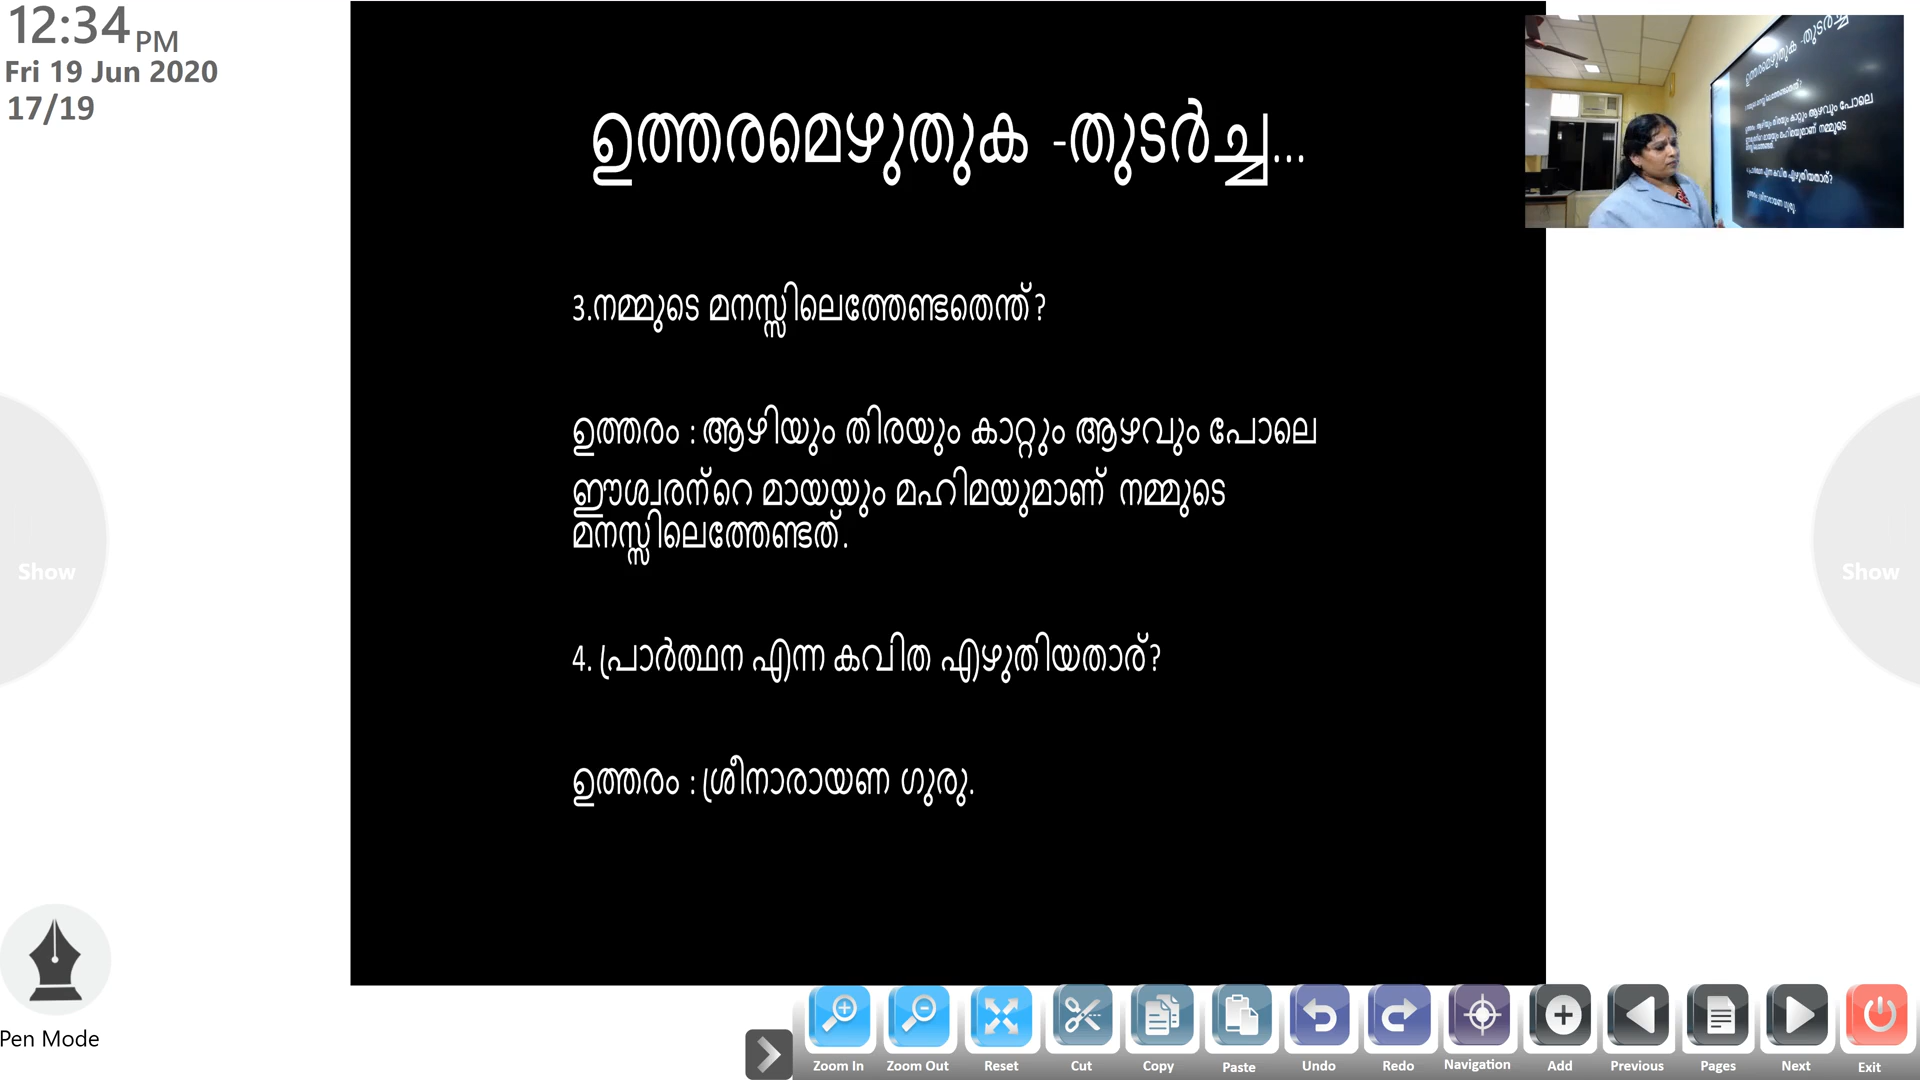 12:34 PM
Fri 19 Jun 2020
17/19
ഉത്തരമെഴുതുക -തുടർച്ച...
3.നമ്മുടെ മനസ്സിലെത്തേണ്ടതെന്ത്?
ഉത്തരം : ആഴിയും തിരയും കാറ്റും ആഴവും പോലെ
ഈശ്വരന്റെ മായയും മഹിമയുമാണ് നമ്മുടെ
മനസ്സിലെത്തേണ്ടത്.
4. പ്രാർത്ഥന എന്ന കവിത എഴുതിയതാര്?
ഉത്തരം : ശ്രീനാരായണ ഗുരു.
Show
Show
Pen Mode
Zoom In Zoom Out Reset Cut Copy Paste Undo Redo Navigation Add Previous Pages Next Exit